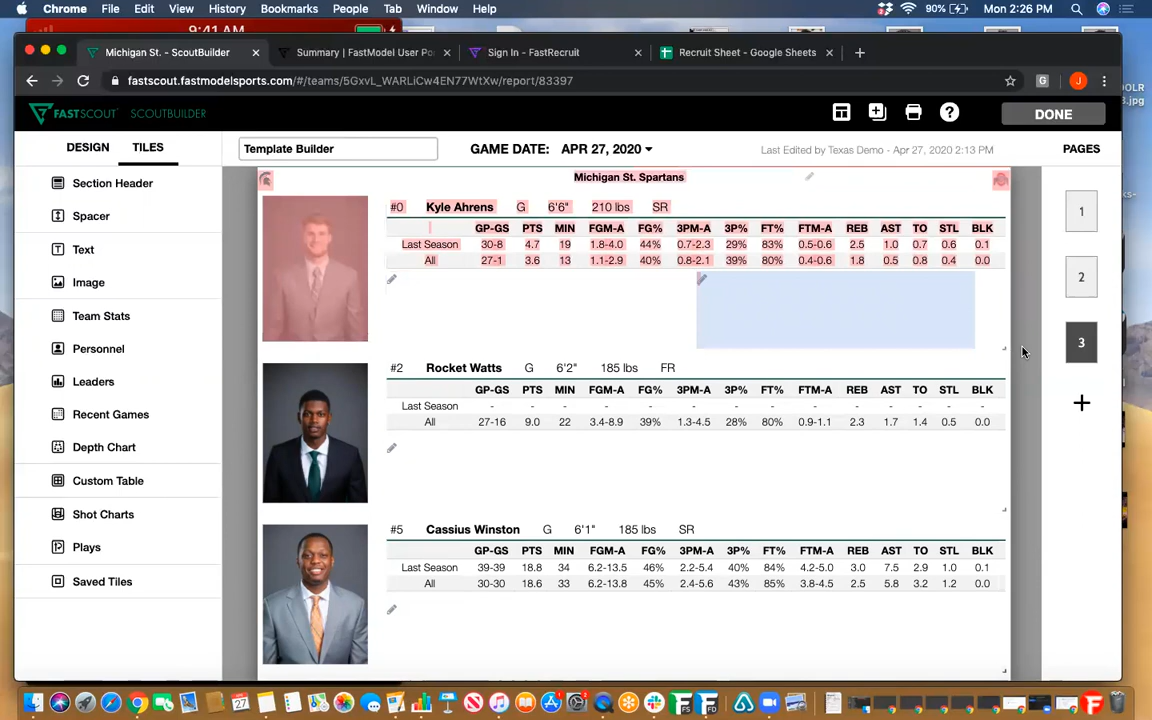 Chrome File Edit View History Bookmarks People Tab Window Help 90% Mon 2:26 PM
9:41 AM
Michigan St. - ScoutBuilder Summary | FastModel User Po Sign In - FastRecruit Recruit Sheet - Google Sheets
fastscout.fastmodelsports.com/#/teams/5GxvL_WARLiCw4EN77WtXw/report/83397 G J
FASTSCOUT SCOUTBUILDER ? DONE
DESIGN TILES Template Builder GAME DATE: APR 27, 2020 Last Edited by Texas Demo - Apr 27, 2020 2:13 PM PAGES
Section Header
Spacer
Text
Image
Team Stats
Personnel
Leaders
Recent Games
Depth Chart
Custom Table
Shot Charts
Plays
Saved Tiles
Michigan St. Spartans
#0 Kyle Ahrens G 6'6" 210 lbs SR
GP-GS PTS MIN FGM-A FG% 3PM-A 3P% FT% FTM-A REB AST TO STL BLK
Last Season 30-8 4.7 19 1.8-4.0 44% 0.7-2.3 29% 83% 0.5-0.6 2.5 1.0 0.7 0.6 0.1
All 27-1 3.6 13 1.1-2.9 40% 0.8-2.1 39% 80% 0.4-0.6 1.8 0.5 0.8 0.4 0.0
#2 Rocket Watts G 6'2" 185 lbs FR
GP-GS PTS MIN FGM-A FG% 3PM-A 3P% FT% FTM-A REB AST TO STL BLK
Last Season - - - - - - - - - - - - - -
All 27-16 9.0 22 3.4-8.9 39% 1.3-4.5 28% 80% 0.9-1.1 2.3 1.7 1.4 0.5 0.0
#5 Cassius Winston G 6'1" 185 lbs SR
GP-GS PTS MIN FGM-A FG% 3PM-A 3P% FT% FTM-A REB AST TO STL BLK
Last Season 39-39 18.8 34 6.2-13.5 46% 2.2-5.4 40% 84% 4.2-5.0 3.0 7.5 2.9 1.0 0.1
All 30-30 18.6 33 6.2-13.8 45% 2.4-5.6 43% 85% 3.8-4.5 2.5 5.8 3.2 1.2 0.0
1
2
3
+